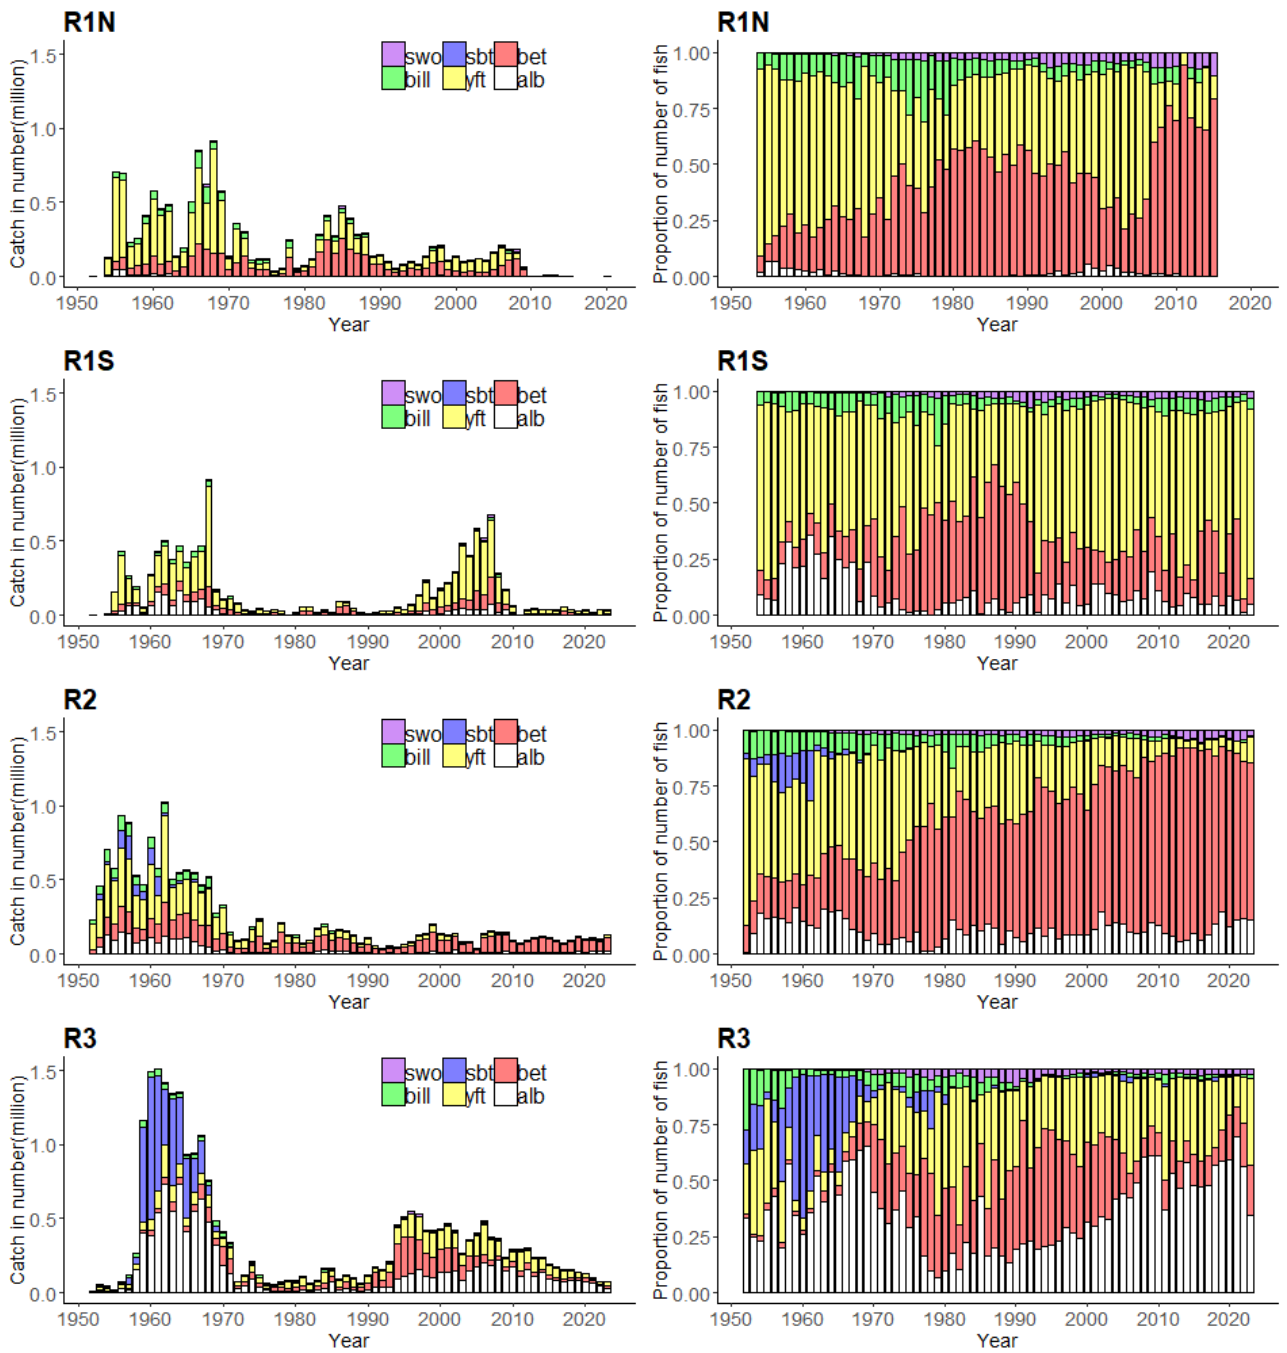 R1N
Catch in number(million)
1.5
1.0
0.5
0.0
swo sbt bet
bill yft alb
1950 1960 1970 1980 1990 2000 2010 2020
Year
R1N
Proportion of number of fish
1.00
0.75
0.50
0.25
0.00
1950 1960 1970 1980 1990 2000 2010 2020
Year
R1S
Catch in number(million)
1.5
1.0
0.5
0.0
swo sbt bet
bill yft alb
1950 1960 1970 1980 1990 2000 2010 2020
Year
R1S
Proportion of number of fish
1.00
0.75
0.50
0.25
0.00
1950 1960 1970 1980 1990 2000 2010 2020
Year
R2
Catch in number(million)
1.5
1.0
0.5
0.0
swo sbt bet
bill yft alb
1950 1960 1970 1980 1990 2000 2010 2020
Year
R2
Proportion of number of fish
1.00
0.75
0.50
0.25
0.00
1950 1960 1970 1980 1990 2000 2010 2020
Year
R3
Catch in number(million)
1.5
1.0
0.5
0.0
swo sbt bet
bill yft alb
1950 1960 1970 1980 1990 2000 2010 2020
Year
R3
Proportion of number of fish
1.00
0.75
0.50
0.25
0.00
1950 1960 1970 1980 1990 2000 2010 2020
Year